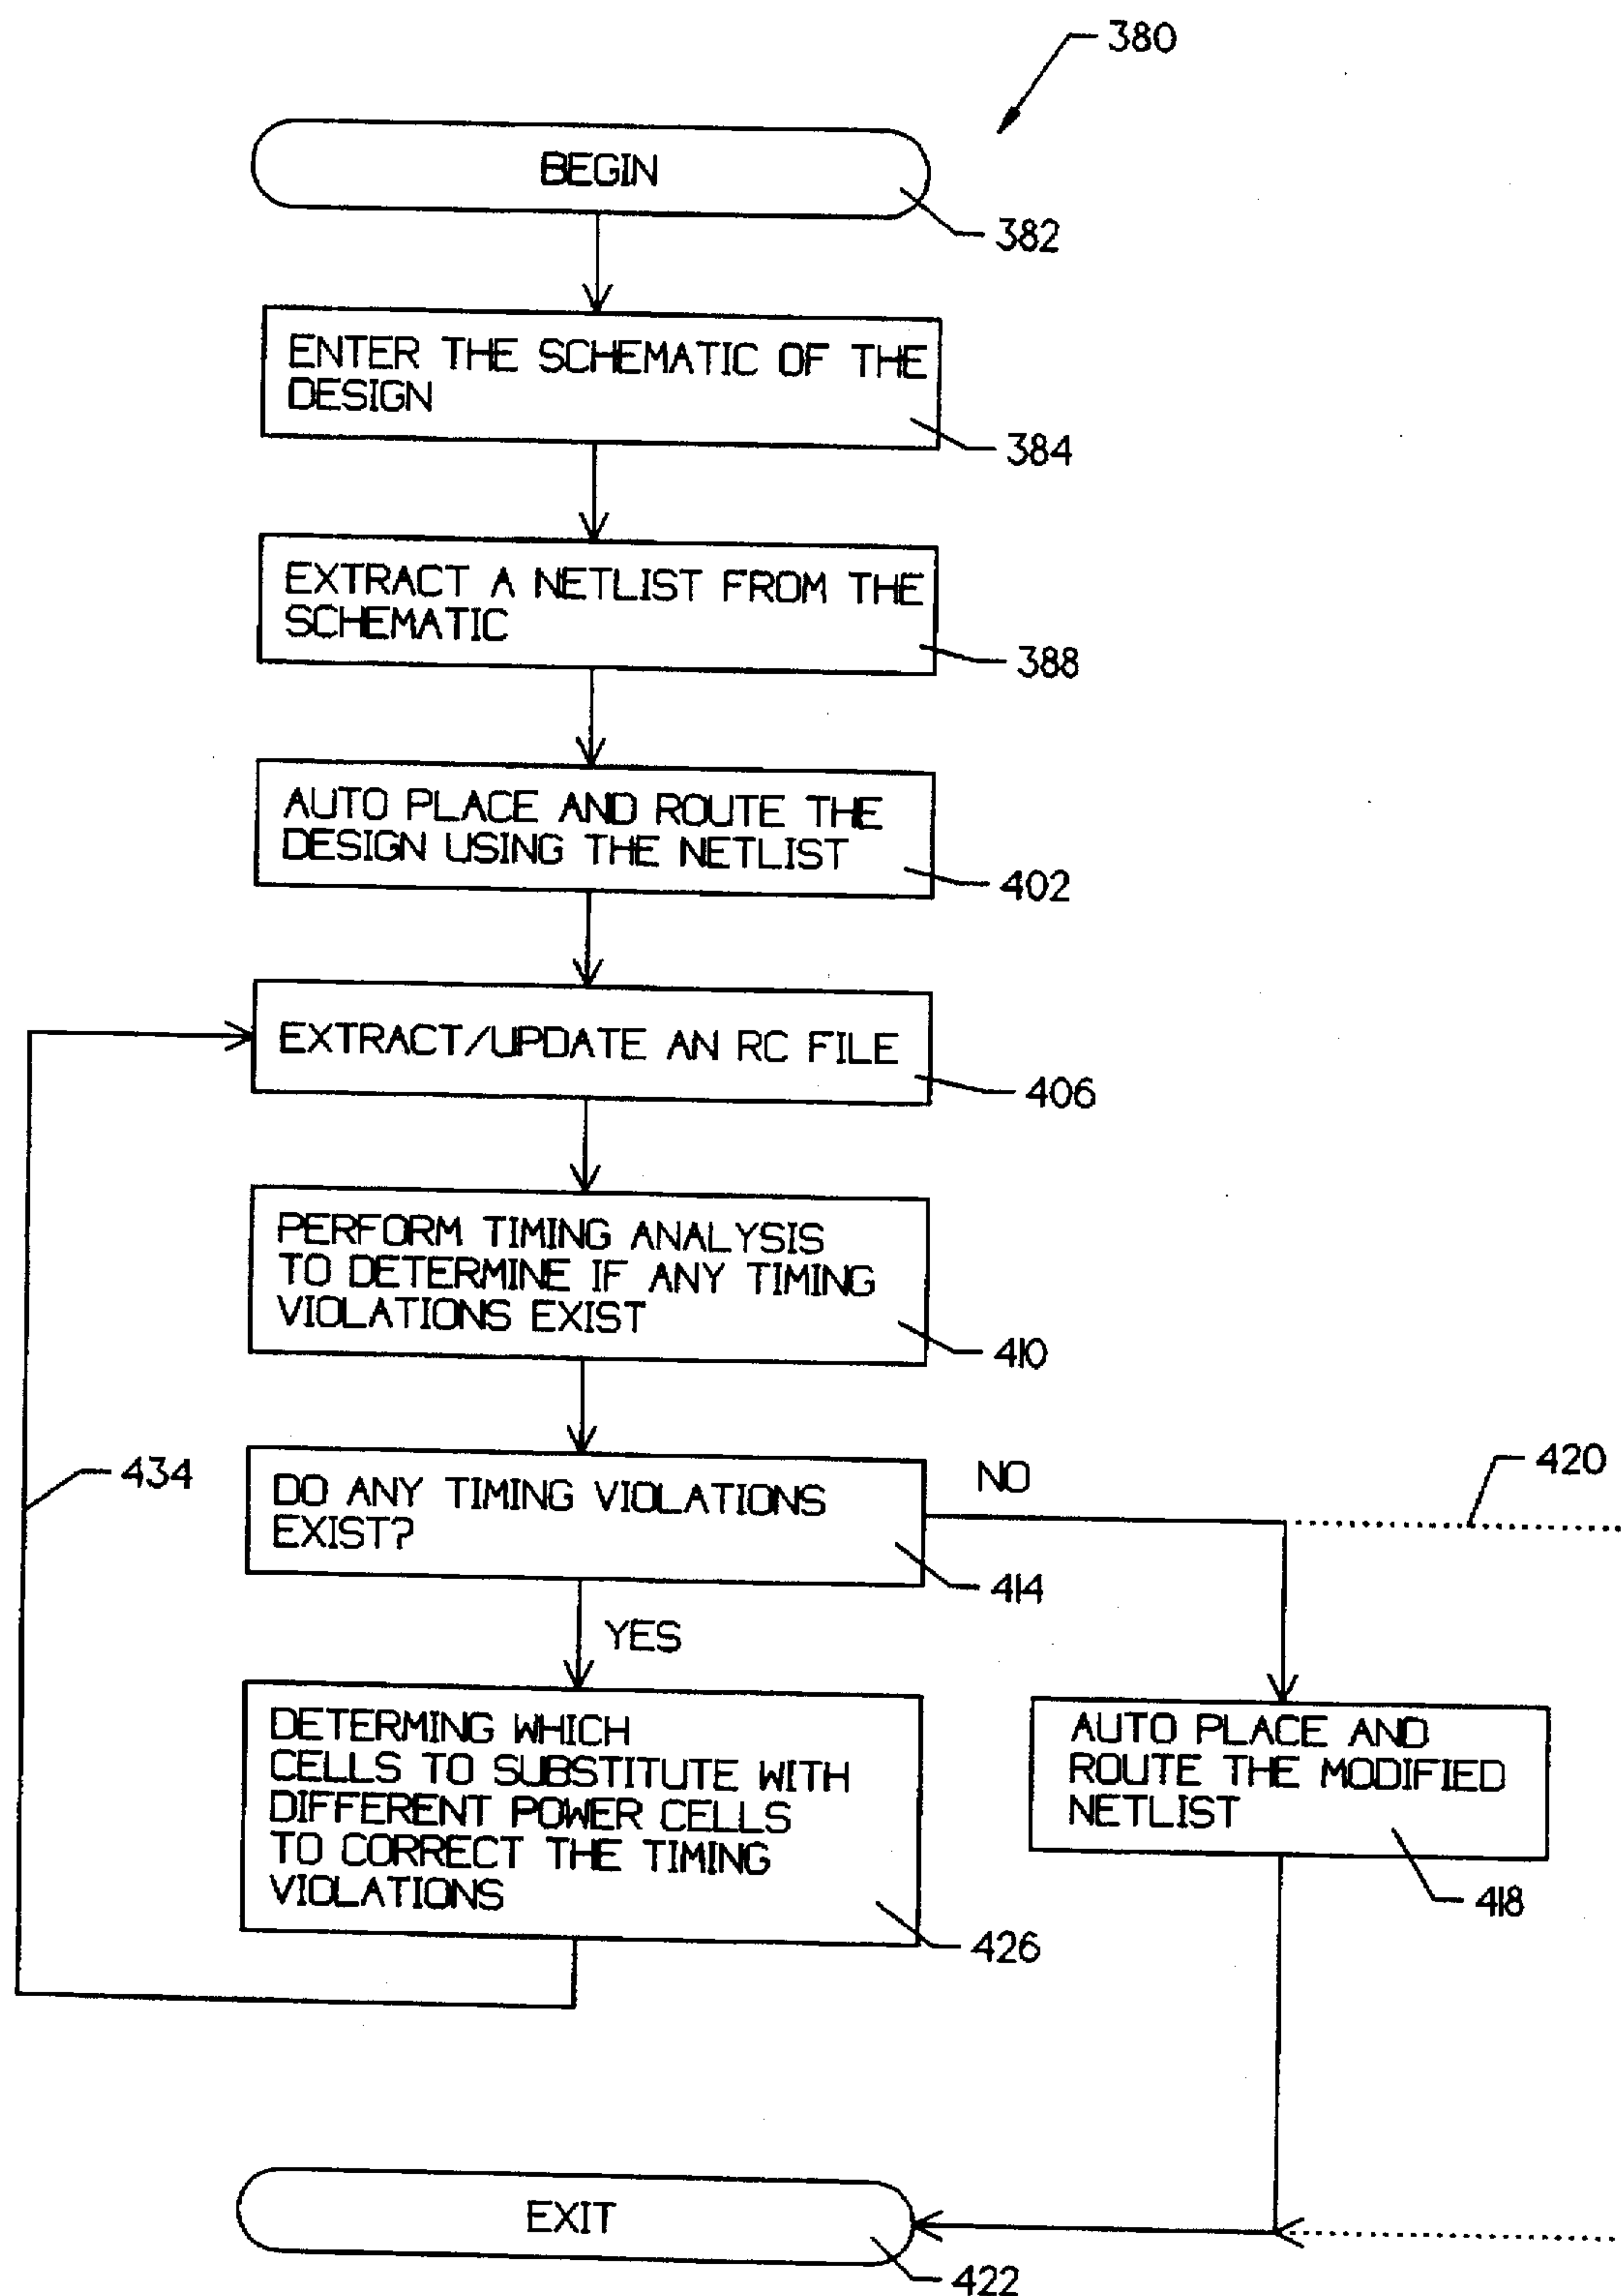 380
BEGIN
382
ENTER THE SCHEMATIC OF THE
DESIGN
384
EXTRACT A NETLIST FROM THE
SCHEMATIC
388
AUTO PLACE AND ROUTE THE
DESIGN USING THE NETLIST
402
EXTRACT/UPDATE AN RC FILE
406
PERFORM TIMING ANALYSIS
TO DETERMINE IF ANY TIMING
VIOLATIONS EXIST
410
434
DO ANY TIMING VIOLATIONS
EXIST?
414
NO
420
YES
DETERMING WHICH
CELLS TO SUBSTITUTE WITH
DIFFERENT POWER CELLS
TO CORRECT THE TIMING
VIOLATIONS
426
AUTO PLACE AND
ROUTE THE MODIFIED
NETLIST
418
EXIT
422